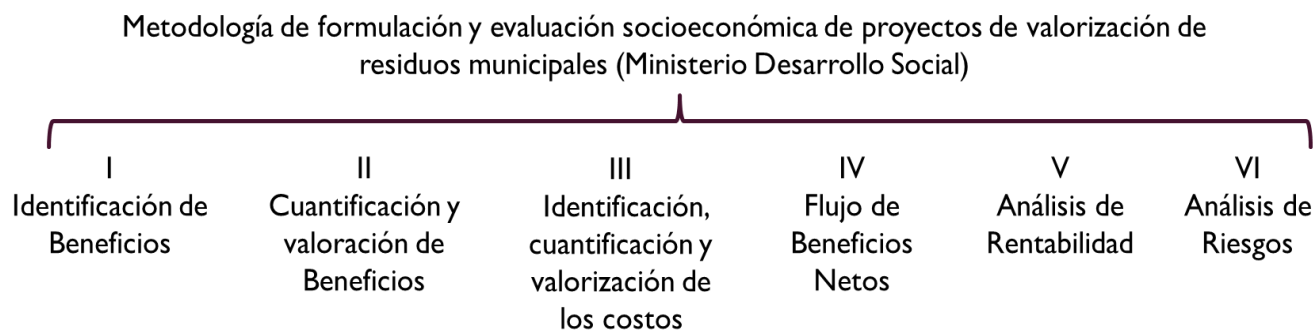 Metodología de formulación y evaluación socioeconómica de proyectos de valorización de
residuos municipales (Ministerio Desarrollo Social)
I
Identificación de
Beneficios
II
Cuantificación y
valoración de
Beneficios
III
Identificación,
cuantificación y
valorización de
los costos
IV
Flujo de
Beneficios
Netos
V
Análisis de
Rentabilidad
VI
Análisis de
Riesgos